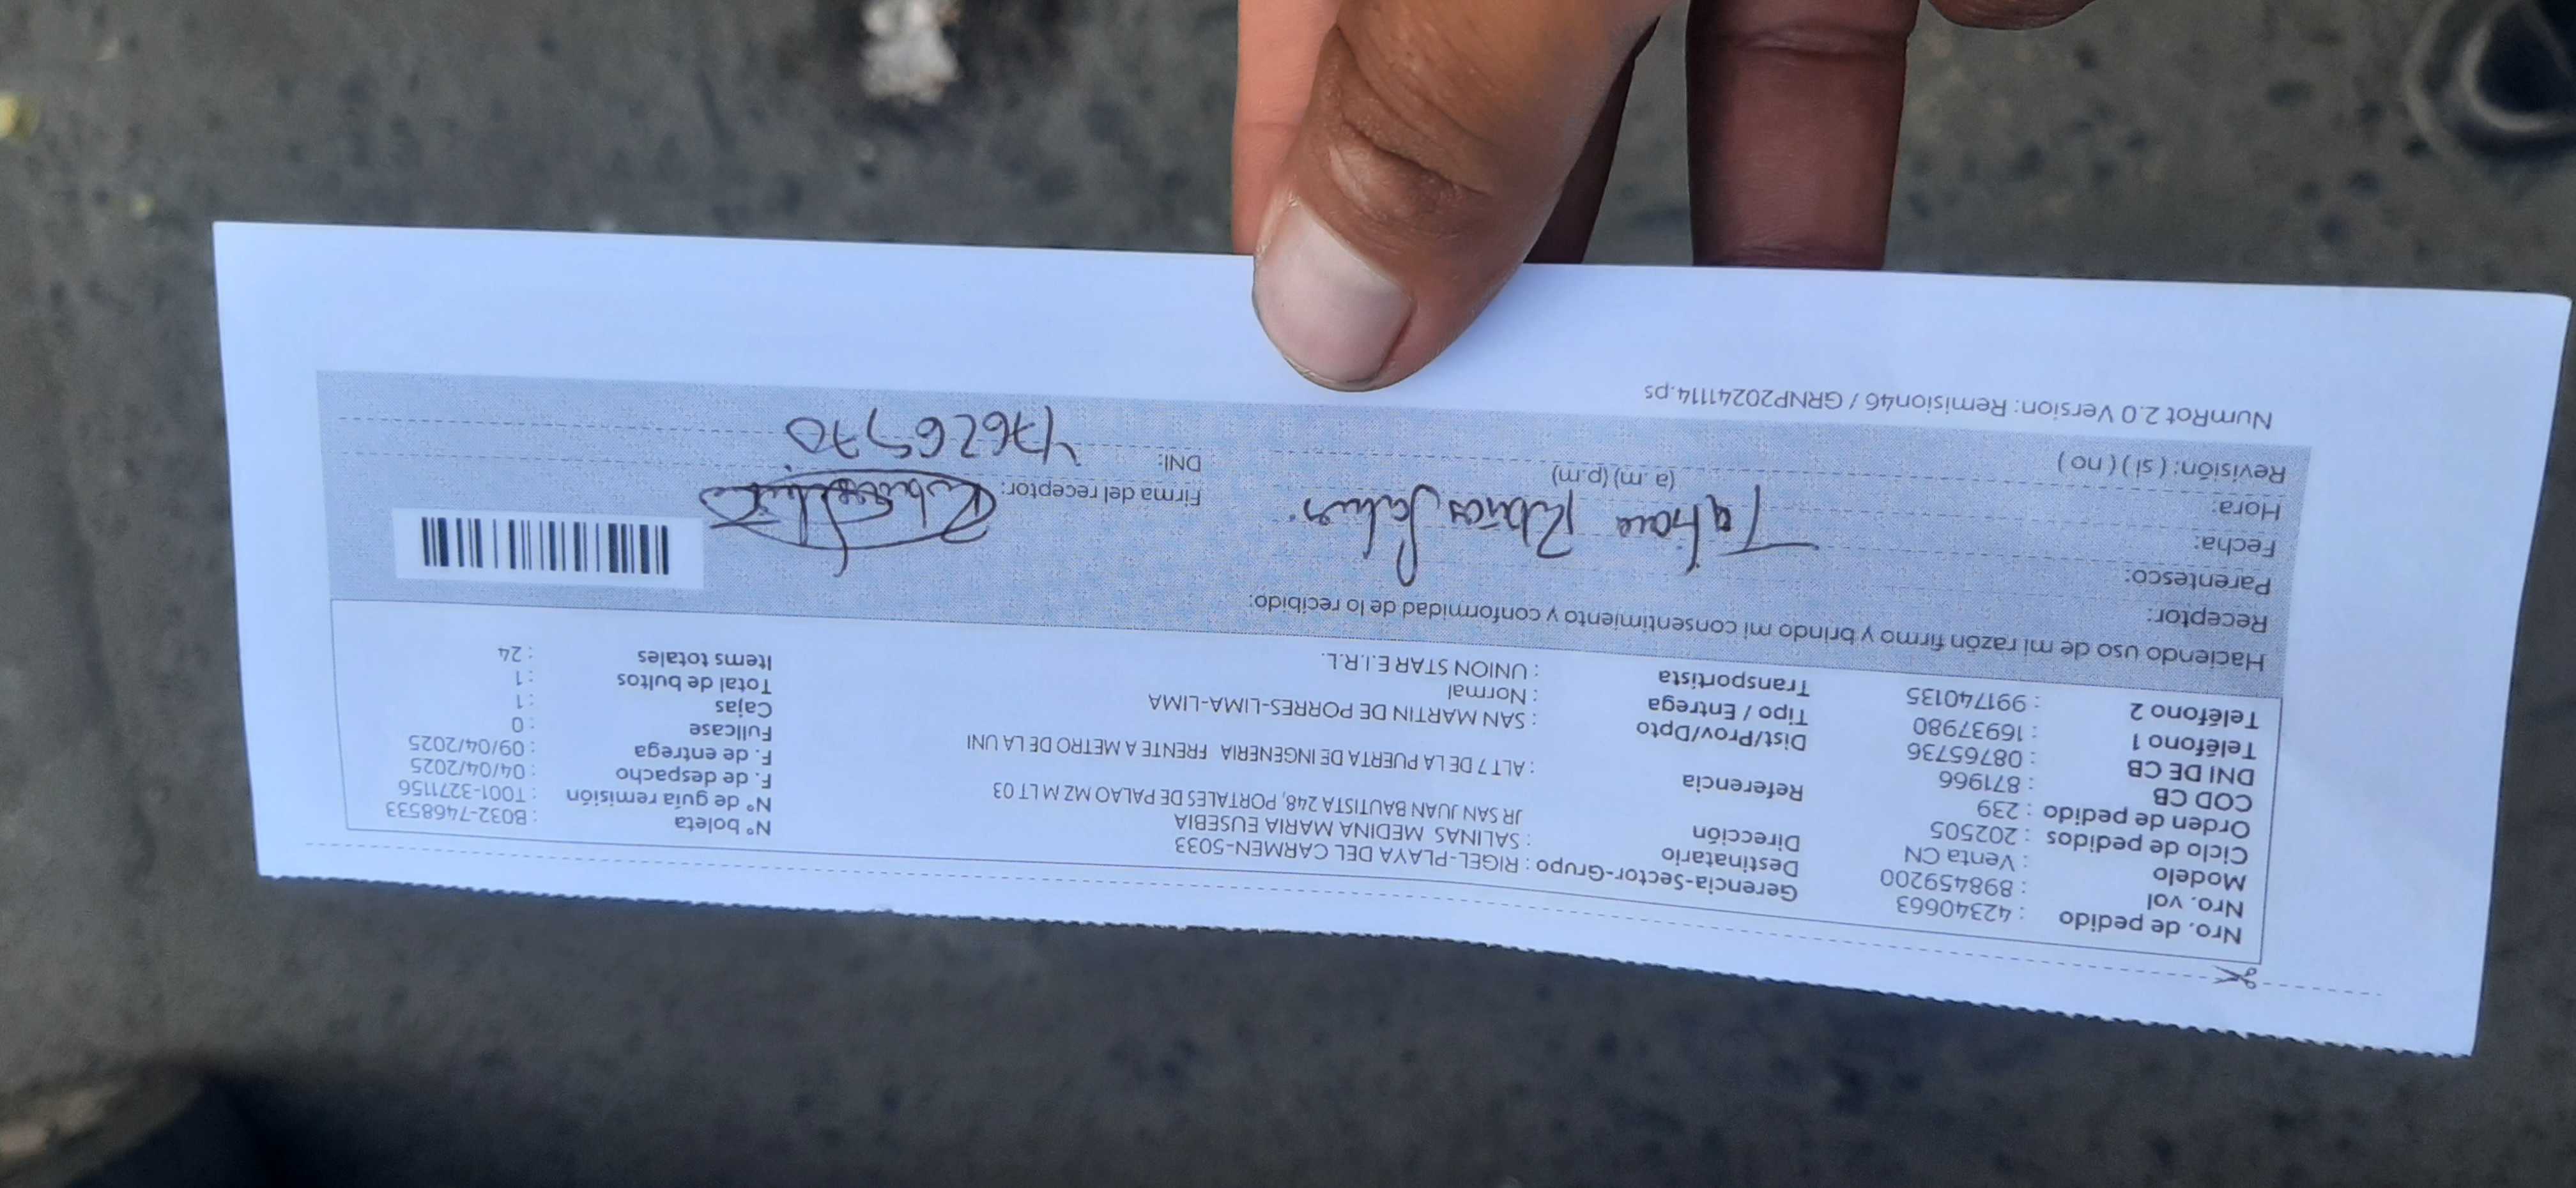 Nro. de pedido : 42340663
Nro. vol : 898459200
Modelo : Venta CN
Ciclo de pedidos : 202505
Orden de pedido : 239
COD CB : 871966
DNI DE CB : 08765736
Teléfono 1 : 16937980
Teléfono 2 : 991740135
Gerencia-Sector-Grupo : RIGEL-PLAYA DEL CARMEN-5033
Destinatario : SALINAS MEDINA MARIA EUSEBIA
Dirección JR SAN JUAN BAUTISTA 248, PORTALES DE PALAO MZ M LT 03
Referencia : ALT 7 DE LA PUERTA DE INGENERIA FRENTE A METRO DE LA UNI
Dist/Prov/Dpto : SAN MARTIN DE PORRES-LIMA-LIMA
Tipo / Entrega : Normal
Transportista : UNION STAR E.I.R.L.
N° boleta : B032-7468533
N° de guia remisión : T001-3271156
F. de despacho : 04/04/2025
F. de entrega : 09/04/2025
Fullcase : 0
Cajas : 1
Total de bultos : 1
Items totales : 24
Haciendo uso de mi razón firmo y brindo mi consentimiento y conformidad de lo recibido:
Receptor:
Parentesco:
Fecha:
Hora: (a.m) (p.m)
Revisión: ( si ) ( no )
Firma del receptor:
DNI: 47626570
NumRot 2.0 Version: Remision46 / GRNP20241114.ps